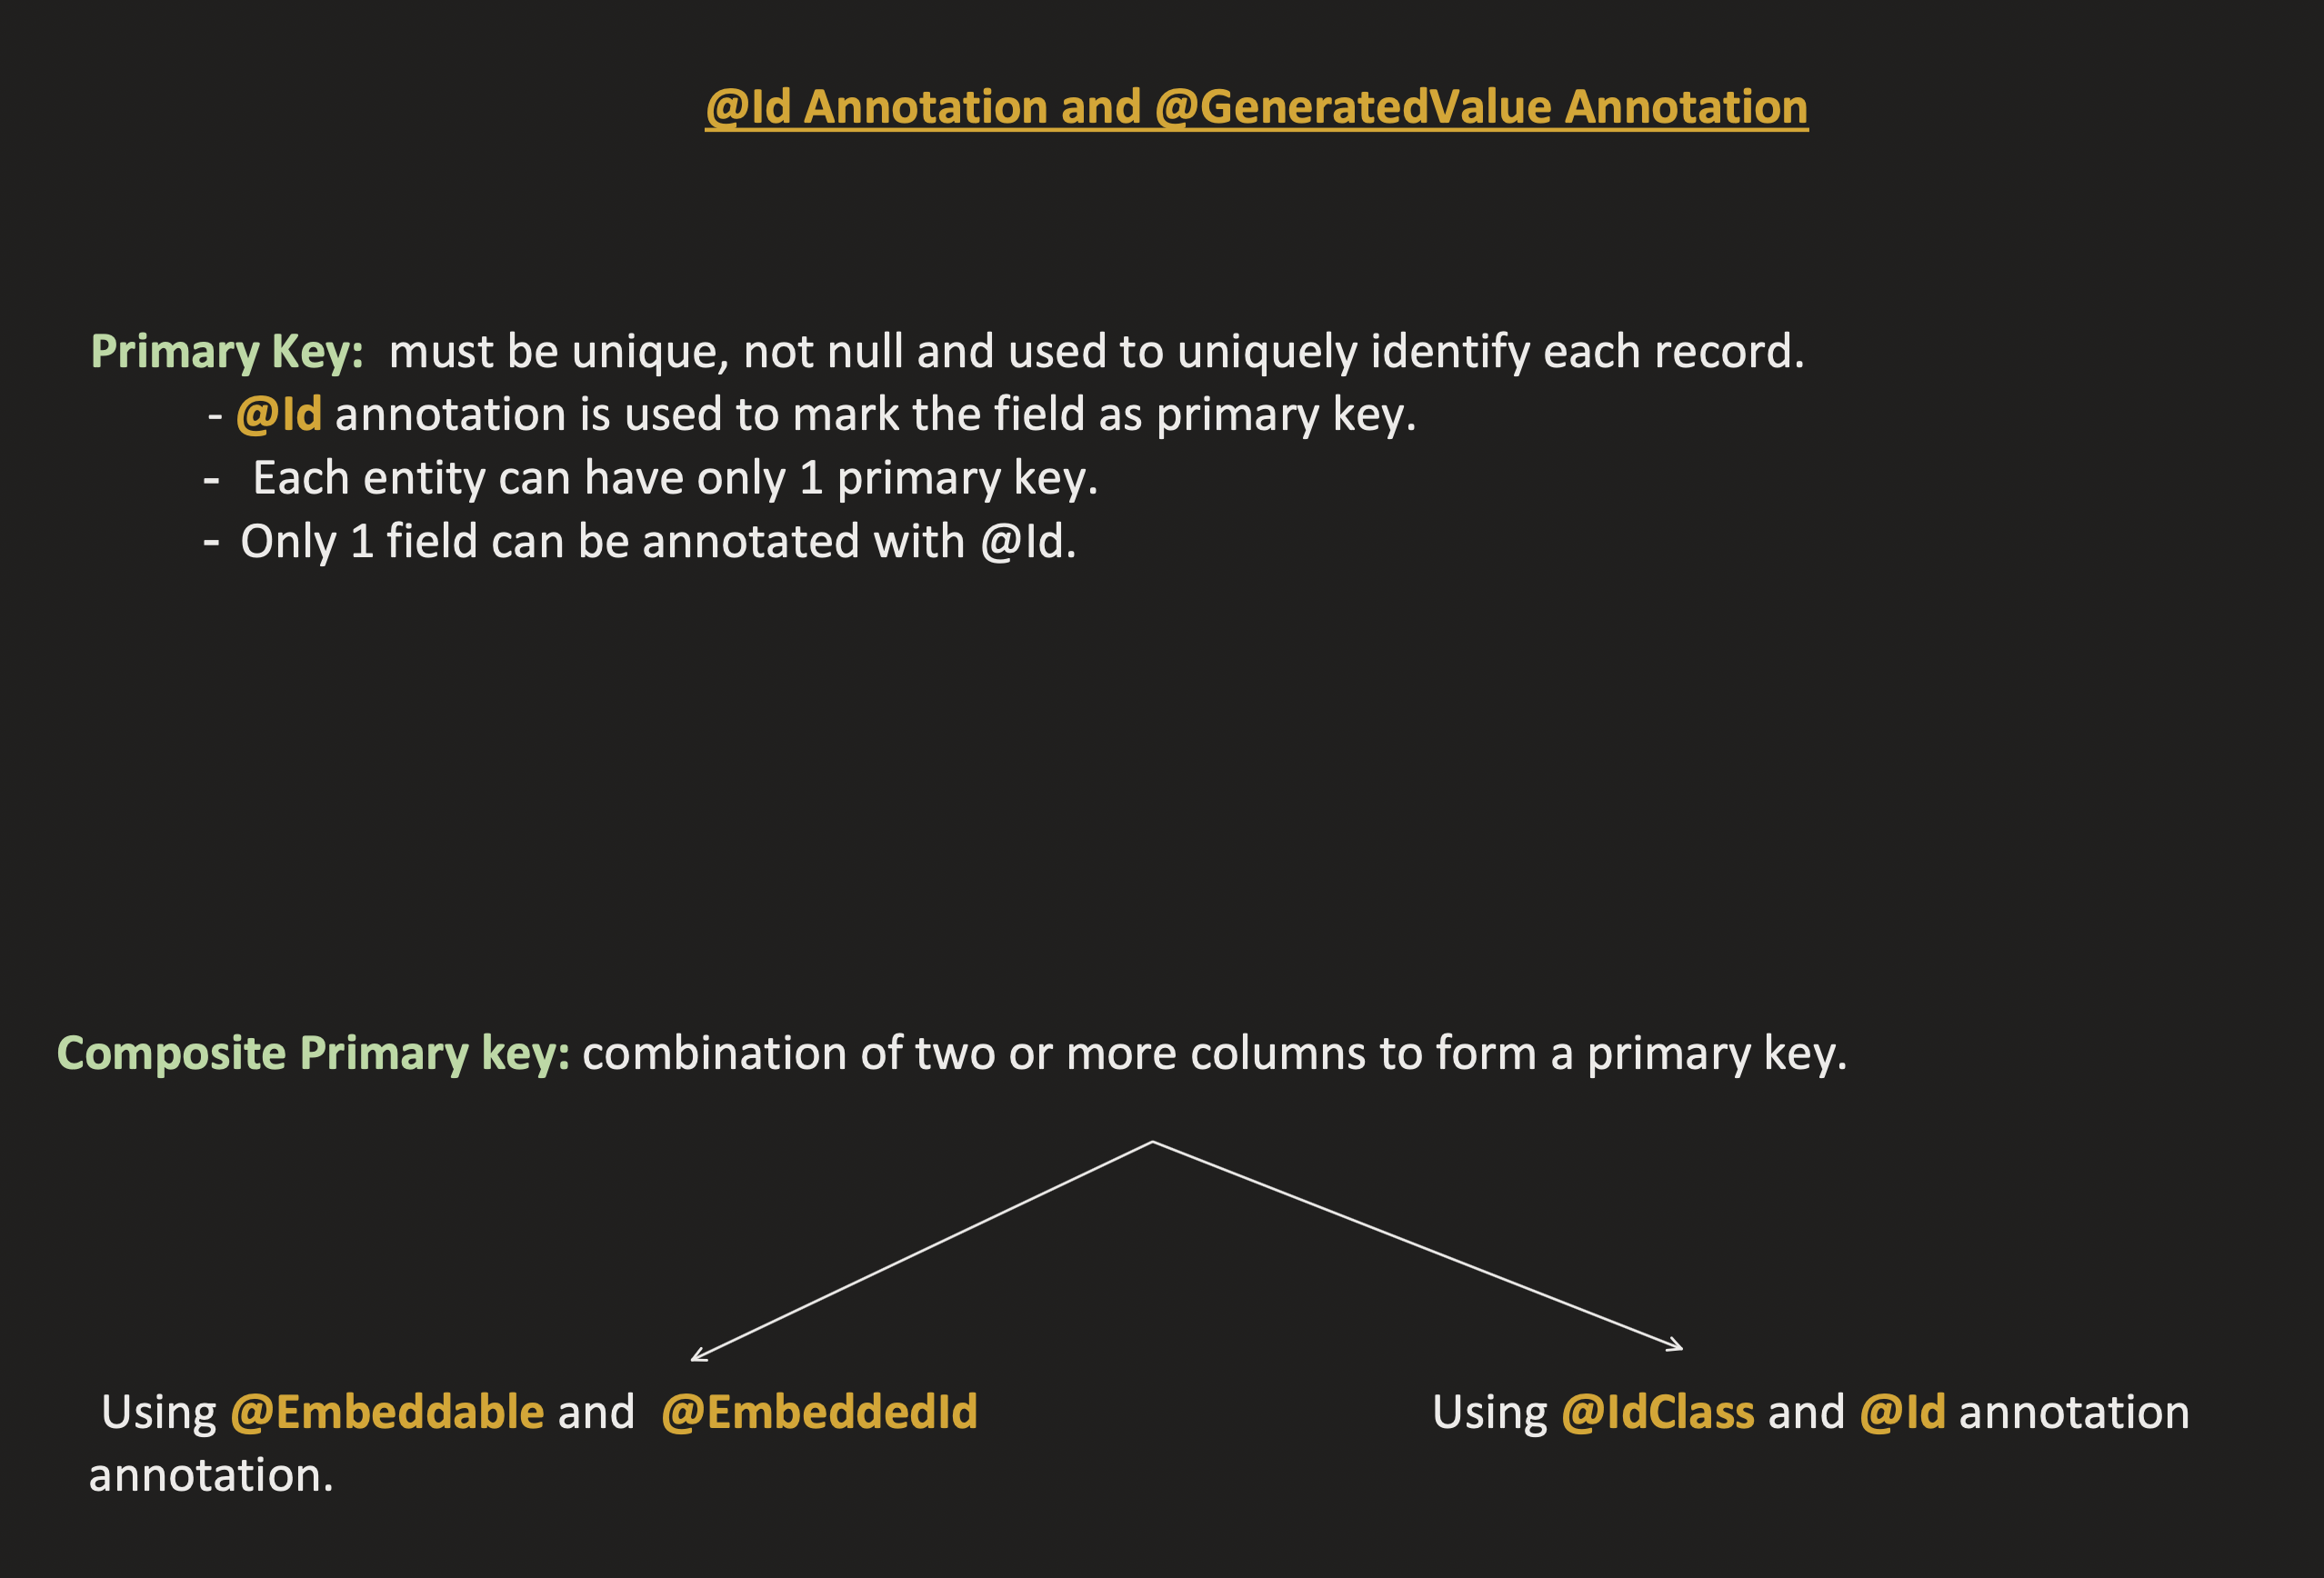 @Id Annotation and @GeneratedValue Annotation
Primary Key: must be unique, not null and used to uniquely identify each record.
- @Id annotation is used to mark the field as primary key.
- Each entity can have only 1 primary key.
- Only 1 field can be annotated with @Id.
Composite Primary key: combination of two or more columns to form a primary key.
Using @Embeddable and @EmbeddedId
annotation.
Using @IdClass and @Id annotation